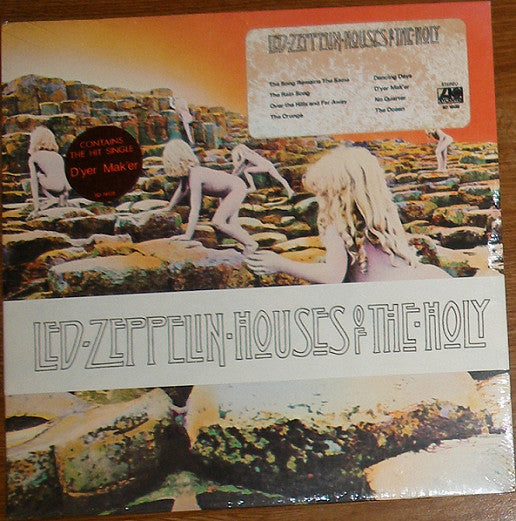 LED·ZEPPELIN·HOUSES OF THE·HOLY
The Song Remains The Same
The Rain Song
Over the Hills and Far Away
The Crunge
Dancing Days
D'yer Mak'er
No Quarter
The Ocean
STEREO
ATLANTIC
CONTAINS
THE HIT SINGLE
D'yer Mak'er
LED·ZEPPELIN·HOUSES OF THE·HOLY